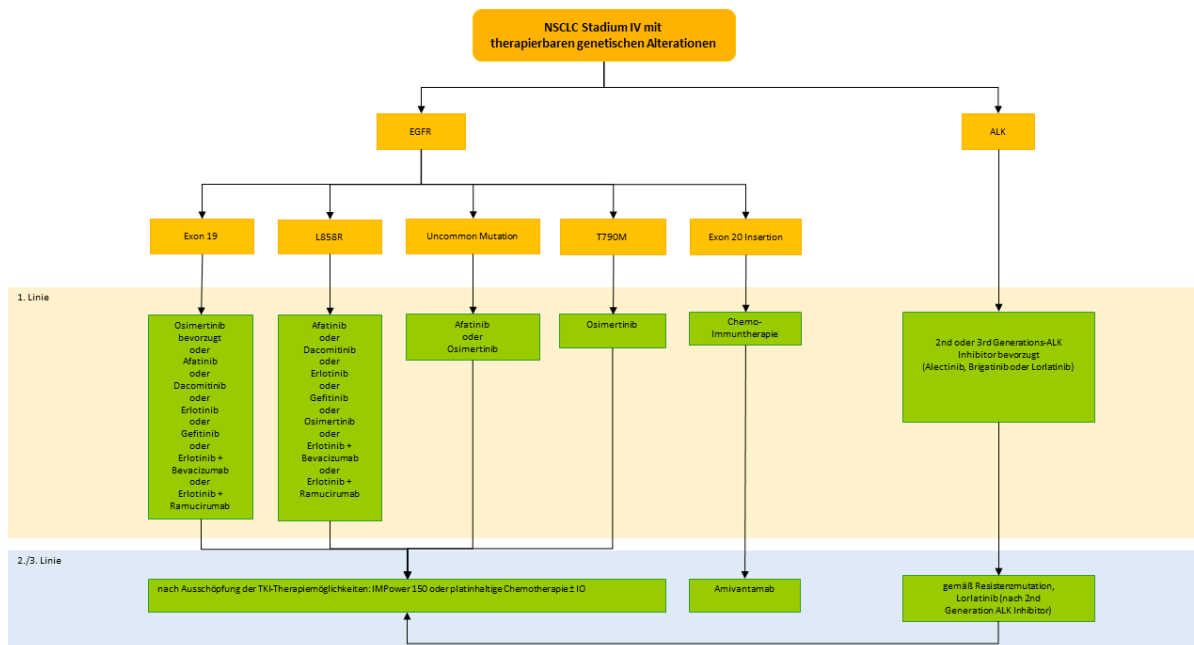 NSCLC Stadium IV mit
therapierbaren genetischen Alterationen
EGFR
ALK
Exon 19
L858R
Uncommon Mutation
T790M
Exon 20 Insertion
1. Linie
Osimertinib
bevorzugt
oder
Afatinib
oder
Dacomitinib
oder
Erlotinib
oder
Gefitinib
oder
Erlotinib +
Bevacizumab
oder
Erlotinib +
Ramucirumab
Afatinib
oder
Dacomitinib
oder
Erlotinib
oder
Gefitinib
oder
Osimertinib
oder
Erlotinib +
Bevacizumab
oder
Erlotinib +
Ramucirumab
Afatinib
oder
Osimertinib
Osimertinib
Chemo-
Immuntherapie
2nd oder 3rd Generations-ALK
Inhibitor bevorzugt
(Alectinib, Brigatinib oder Lorlatinib)
2./3. Linie
nach Ausschöpfung der TKI-Therapiemöglichkeiten: IMPower 150 oder platinhaltige Chemotherapie ± IO
Amivantamab
gemäß Resistenzmutation,
Lorlatinib (nach 2nd
Generation ALK Inhibitor)